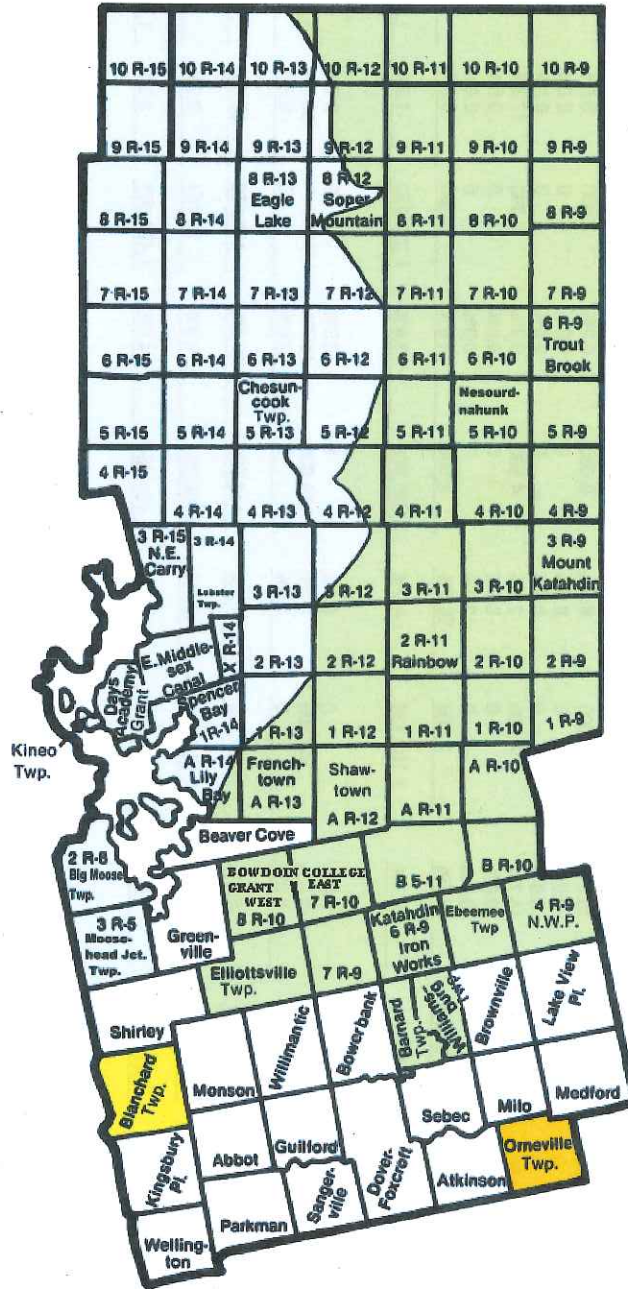 10 R-15 10 R-14 10 R-13 10 R-12 10 R-11 10 R-10 10 R-9
9 R-15 9 R-14 9 R-13 9 R-12 9 R-11 9 R-10 9 R-9
8 R-13 8 R-12
Eagle Soper
Lake Mountain
8 R-15 8 R-14 8 R-11 8 R-10 8 R-9
7 R-15 7 R-14 7 R-13 7 R-12 7 R-11 7 R-10 7 R-9
6 R-9
Trout
Brook
6 R-15 6 R-14 6 R-13 6 R-12 6 R-11 6 R-10
Chesun-
cook
Twp.
Nesourd-
nahunk
5 R-15 5 R-14 5 R-13 5 R-12 5 R-11 5 R-10 5 R-9
4 R-15
4 R-14 4 R-13 4 R-12 4 R-11 4 R-10 4 R-9
3 R-15
N.E.
Carry
3 R-14
Lobster
Twp.
3 R-9
Mount
Katahdin
3 R-13 3 R-12 3 R-11 3 R-10
X R-14
E. Middle-
sex
Canal
2 R-11
Rainbow
2 R-13 2 R-12 2 R-10 2 R-9
Days
Academy
Grant
Spencer
Bay
1R-14
1 R-13 1 R-12 1 R-11 1 R-10 1 R-9
Kineo
Twp.
A R-14
Lily
Bay
French-
town
A R-13
Shaw-
town
A R-12
A R-11
A R-10
Beaver Cove
2 R-6
Big Moose
Twp.
BOWDOIN COLLEGE
GRANT EAST
WEST
8 R-10
7 R-10
B 5-11
B R-10
3 R-5
Moose-
head Jct.
Twp.
Green-
ville
Katahdin
6 R-9
Iron
Works
Ebeemee
Twp
4 R-9
N.W.P.
Elliottsville
Twp.
7 R-9
Shirley
Willimantic
Bowerbank
Barnard
Twp.
Williams-
burg
Twp
Brownville
Lake View
Pl.
Blanchard
Twp.
Monson
Sebec
Milo
Medford
Kingsbury
Pl.
Abbot
Guilford
Sanger-
ville
Dover-
Foxcroft
Atkinson
Orneville
Twp.
Welling-
ton
Parkman